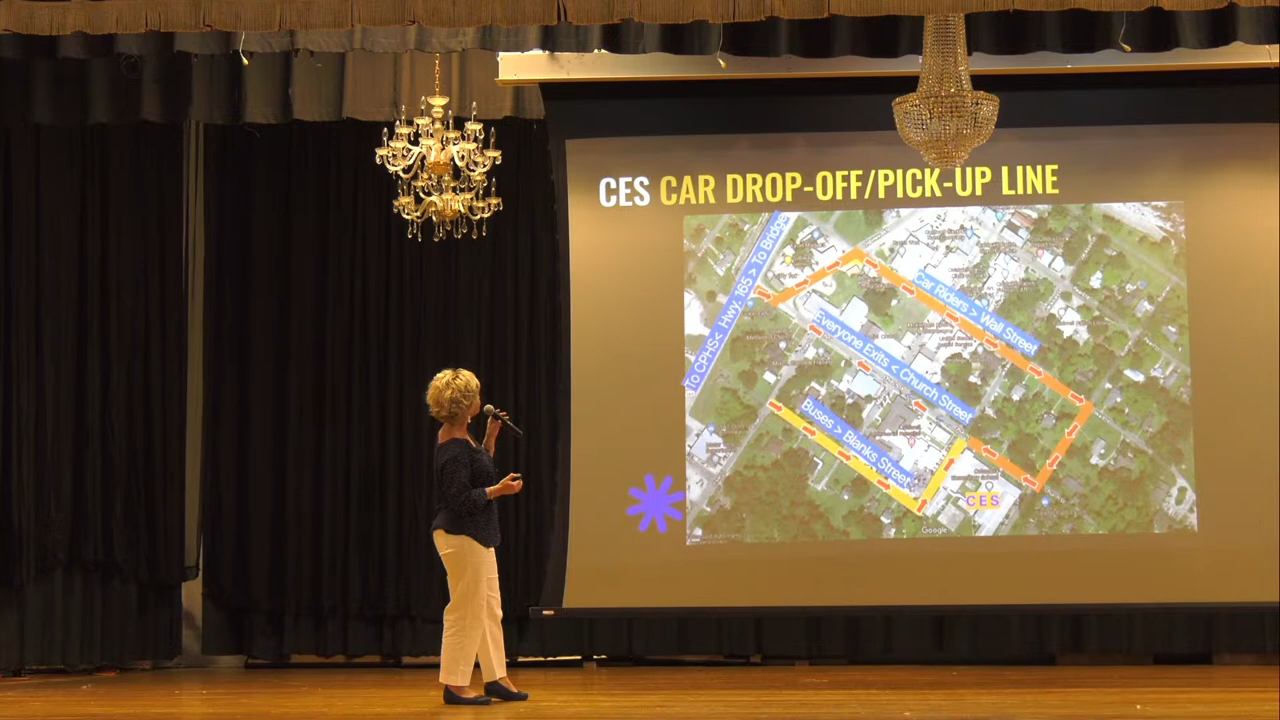 CES CAR DROP-OFF/PICK-UP LINE
To CPHS< Hwy. 165 > To Bridge
Car Riders > Wall Street
Everyone Exits < Church Street
Buses > Blanks Street
CES
Google